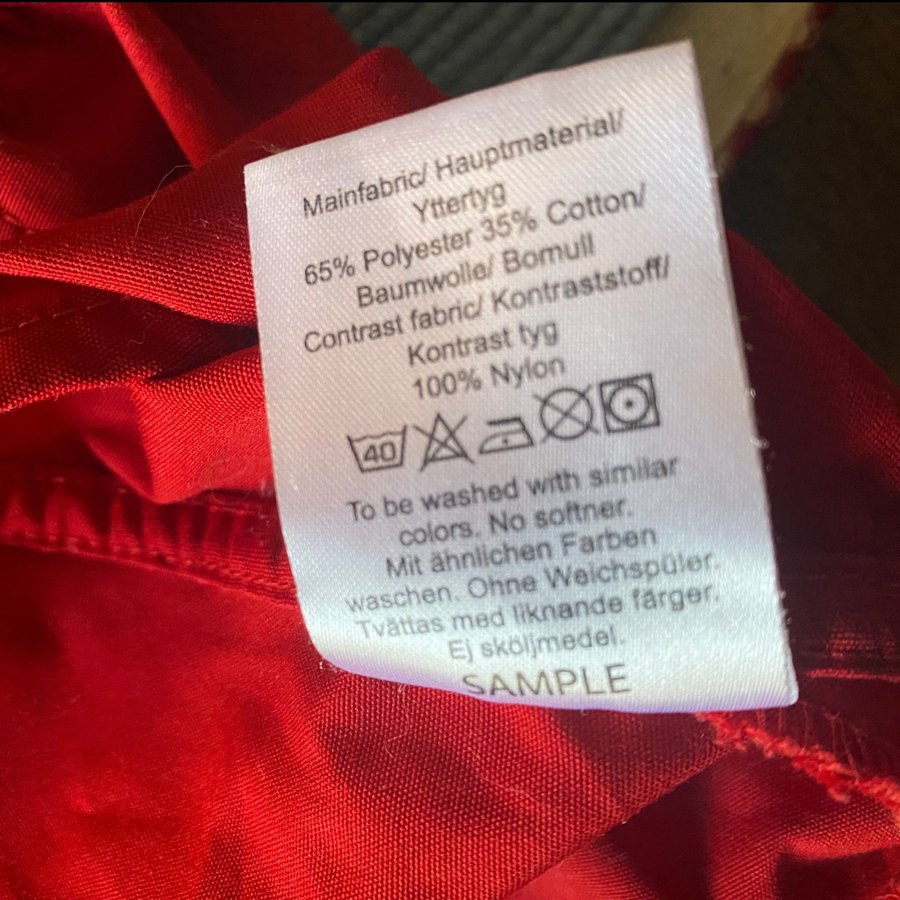 Mainfabric/ Hauptmaterial/
Yttertyg
65% Polyester 35% Cotton/
Baumwolle/ Bomull
Contrast fabric/ Kontraststoff/
Kontrast tyg
100% Nylon
40
To be washed with similar
colors. No softner.
Mit ähnlichen Farben
waschen. Ohne Weichspüler.
Tvättas med liknande färger.
Ej sköljmedel.
SAMPLE